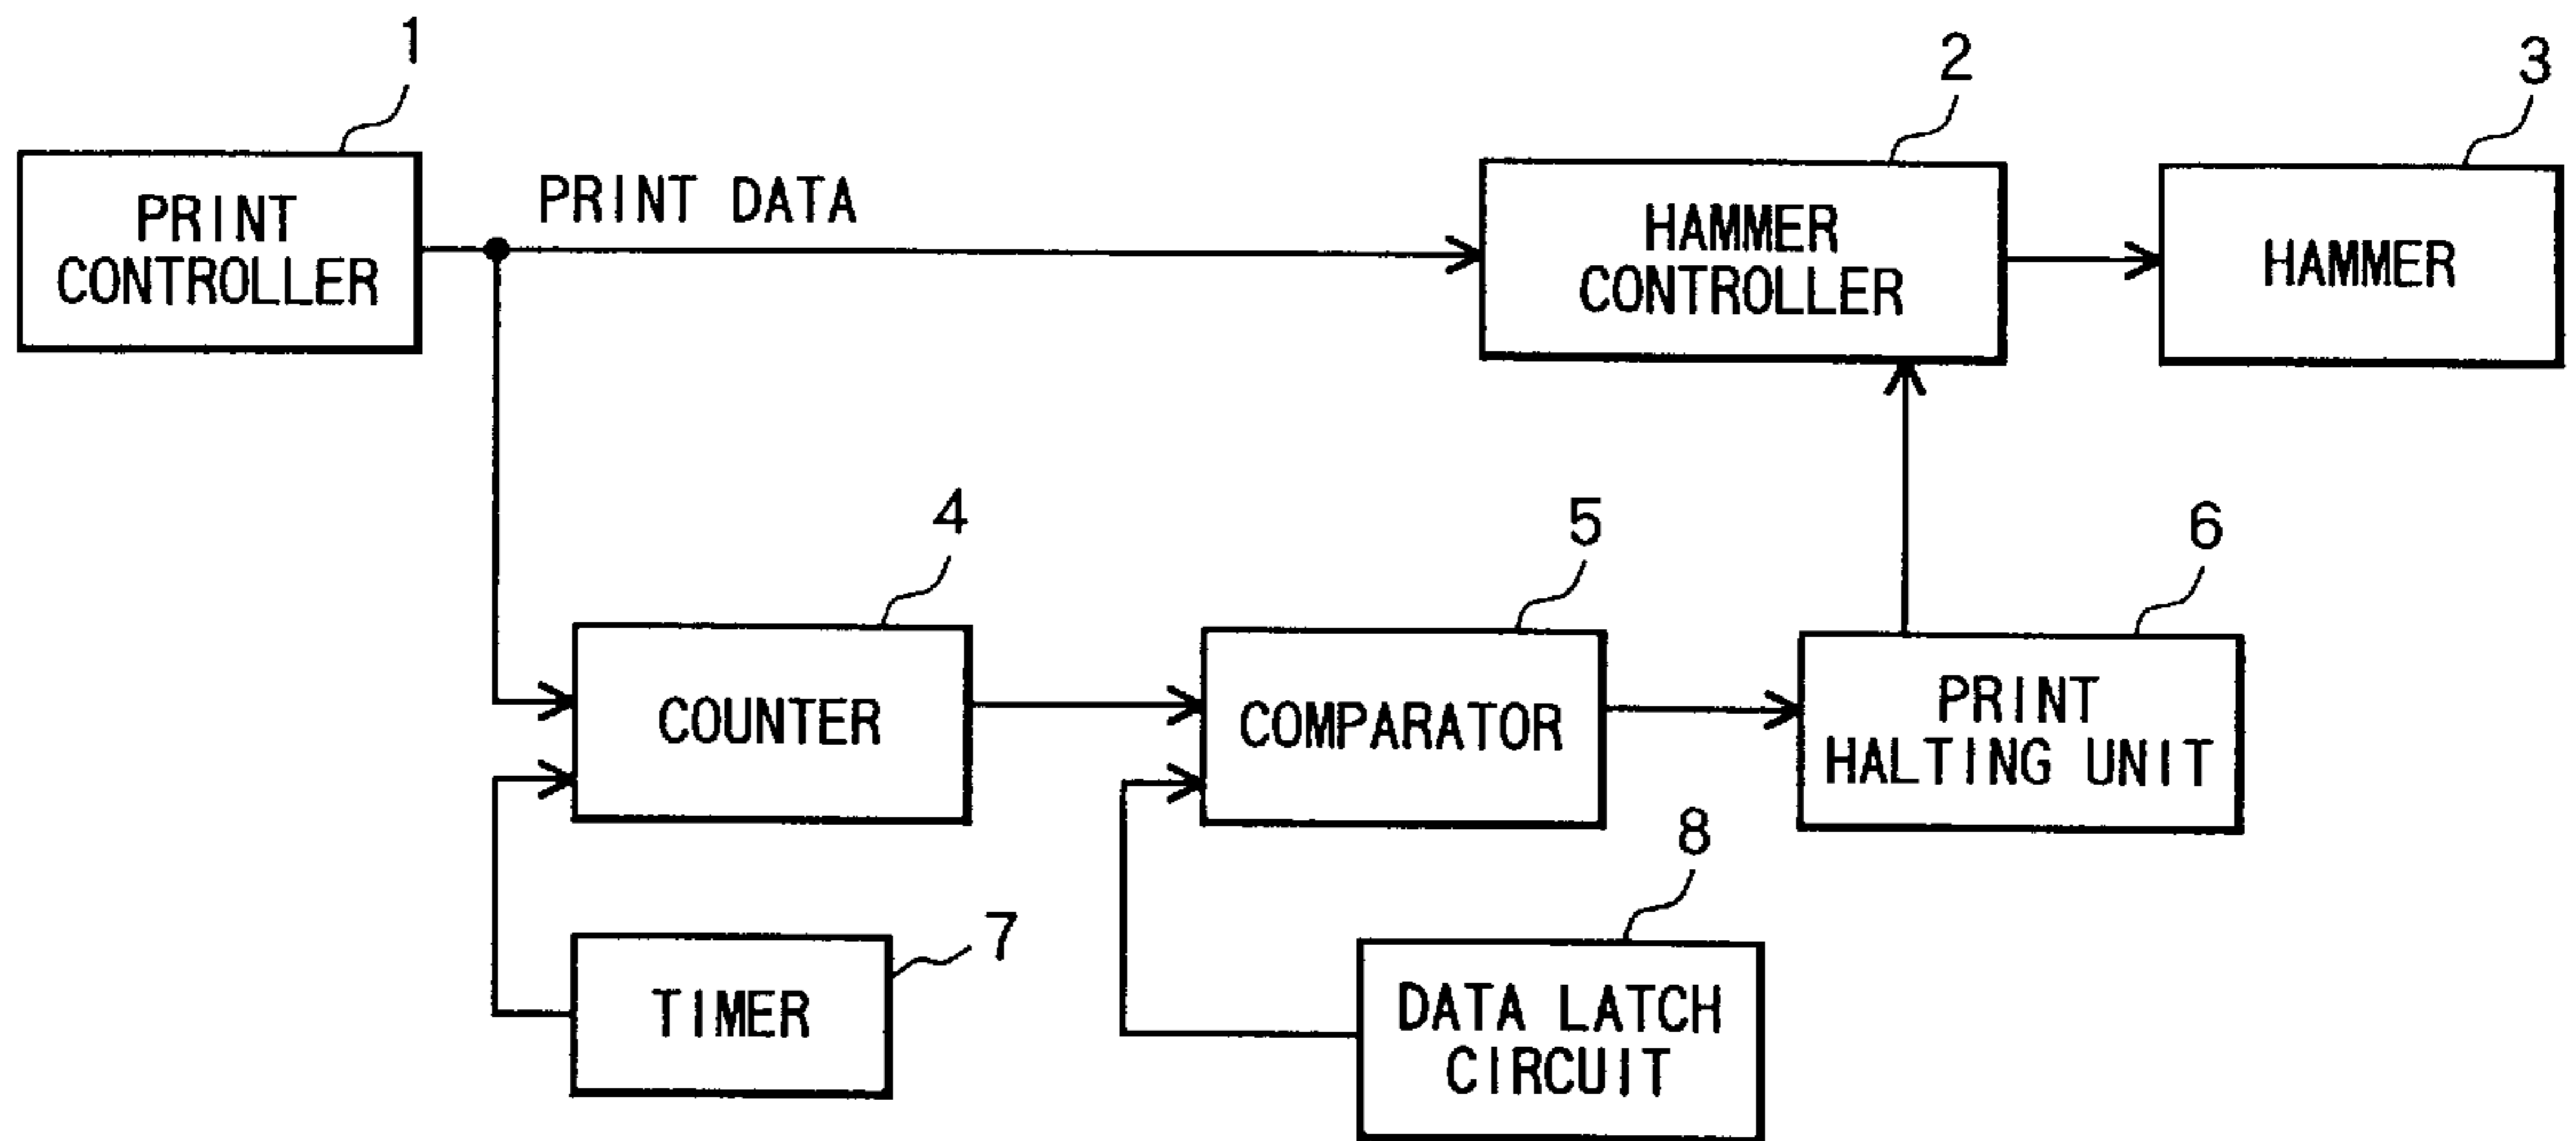 1
2
3
PRINT
CONTROLLER
PRINT DATA
HAMMER
CONTROLLER
HAMMER
4
5
6
COUNTER
COMPARATOR
PRINT
HALTING UNIT
7
8
TIMER
DATA LATCH
CIRCUIT